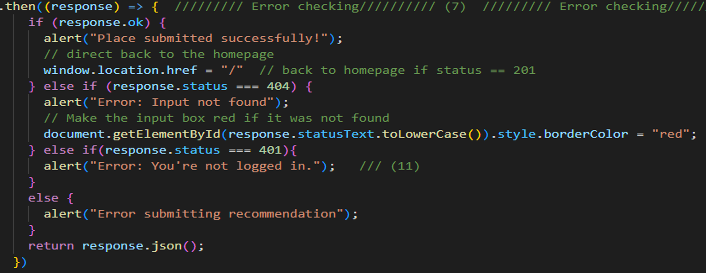 .then((response) => {  ///////// Error checking////////// (7)  ///////// Error checking//////
if (response.ok) {
alert("Place submitted successfully!");
// direct back to the homepage
window.location.href = "/"  // back to homepage if status == 201
} else if (response.status === 404) {
alert("Error: Input not found");
// Make the input box red if it was not found
document.getElementById(response.statusText.toLowerCase()).style.borderColor = "red";
} else if(response.status === 401){
alert("Error: You're not logged in.");   /// (11)
}
else {
alert("Error submitting recommendation");
}
return response.json();
})